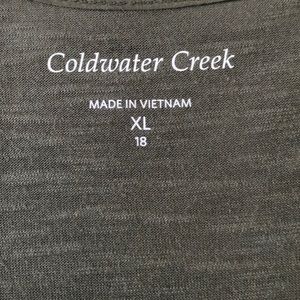 Coldwater Creek
MADE IN VIETNAM
XL
18